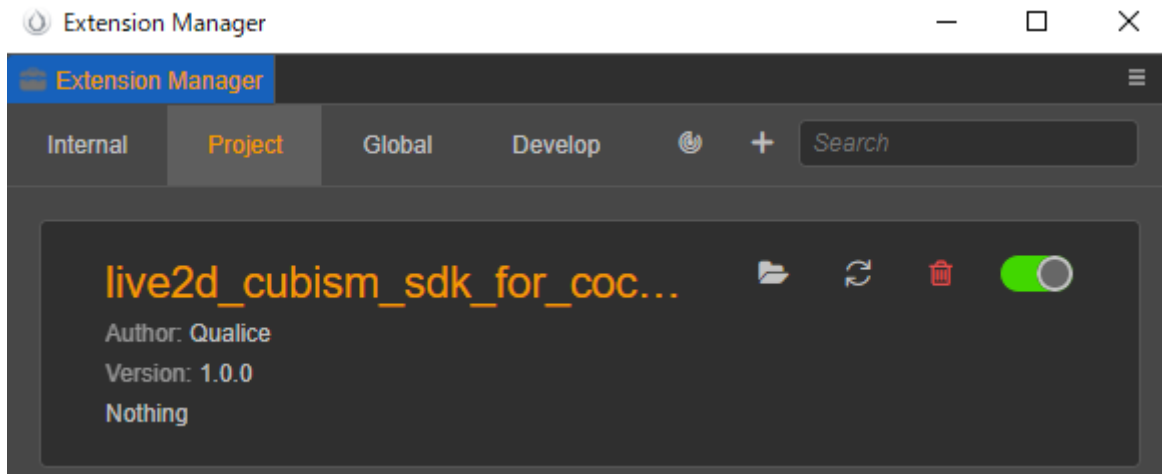 Extension Manager
Extension Manager
Internal Project Global Develop Search
live2d_cubism_sdk_for_coc...
Author: Qualice
Version: 1.0.0
Nothing